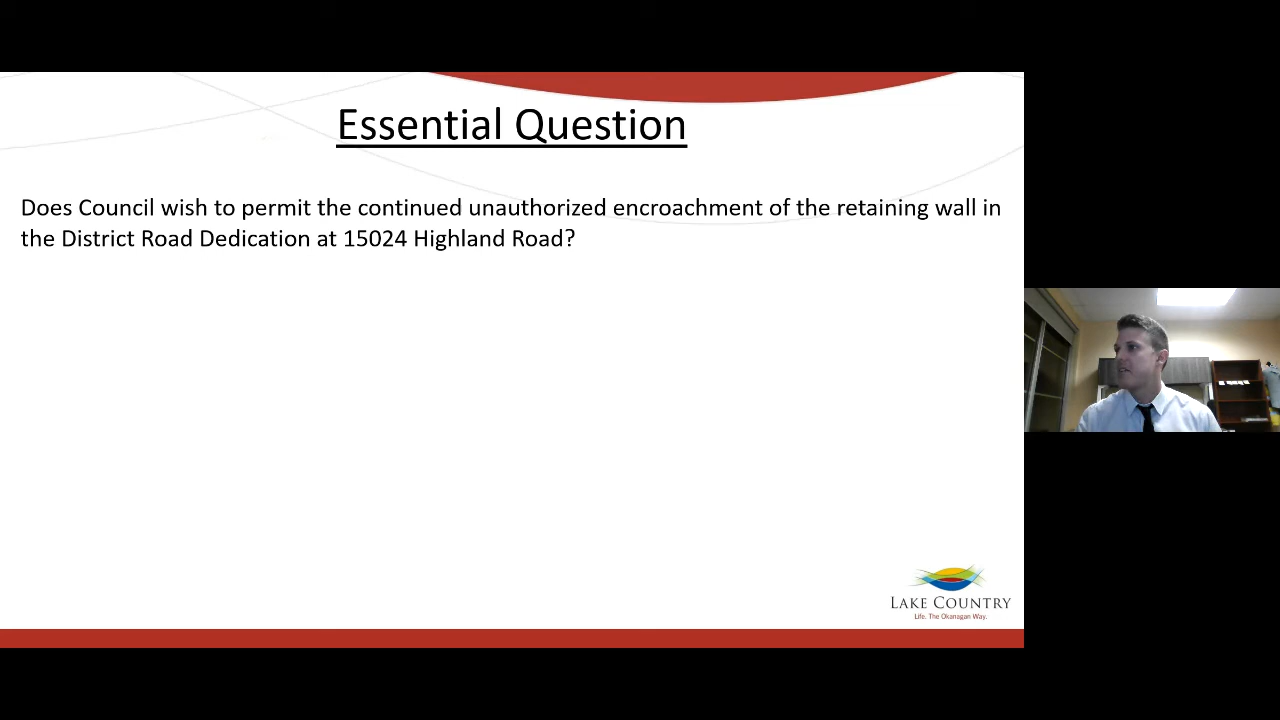 Essential Question
Does Council wish to permit the continued unauthorized encroachment of the retaining wall in
the District Road Dedication at 15024 Highland Road?
LAKE COUNTRY
Life. The Okanagan Way.